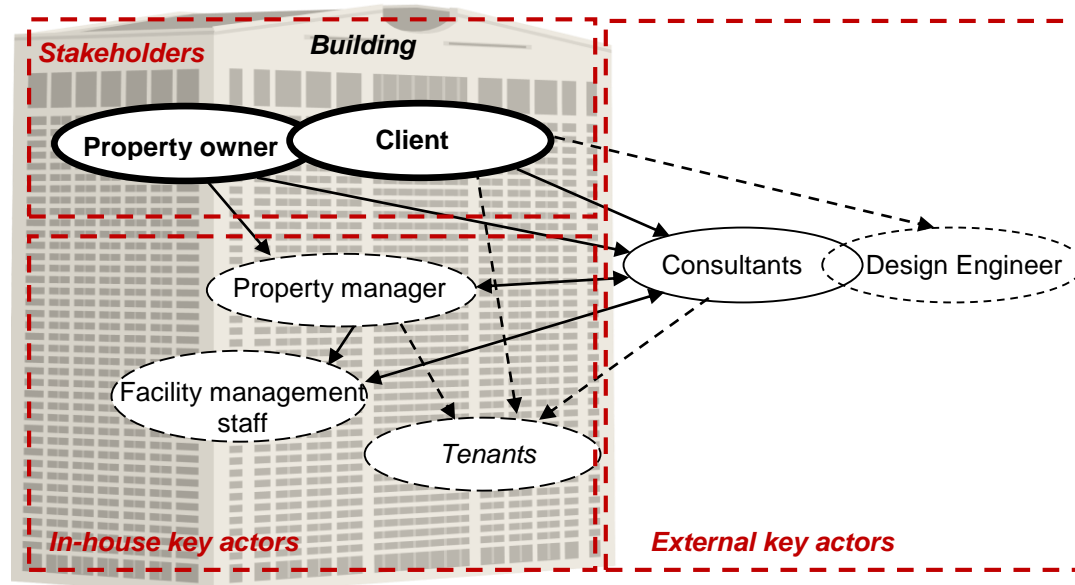 Stakeholders
Building
Property owner
Client
Consultants
Design Engineer
Property manager
Facility management
staff
Tenants
In-house key actors
External key actors